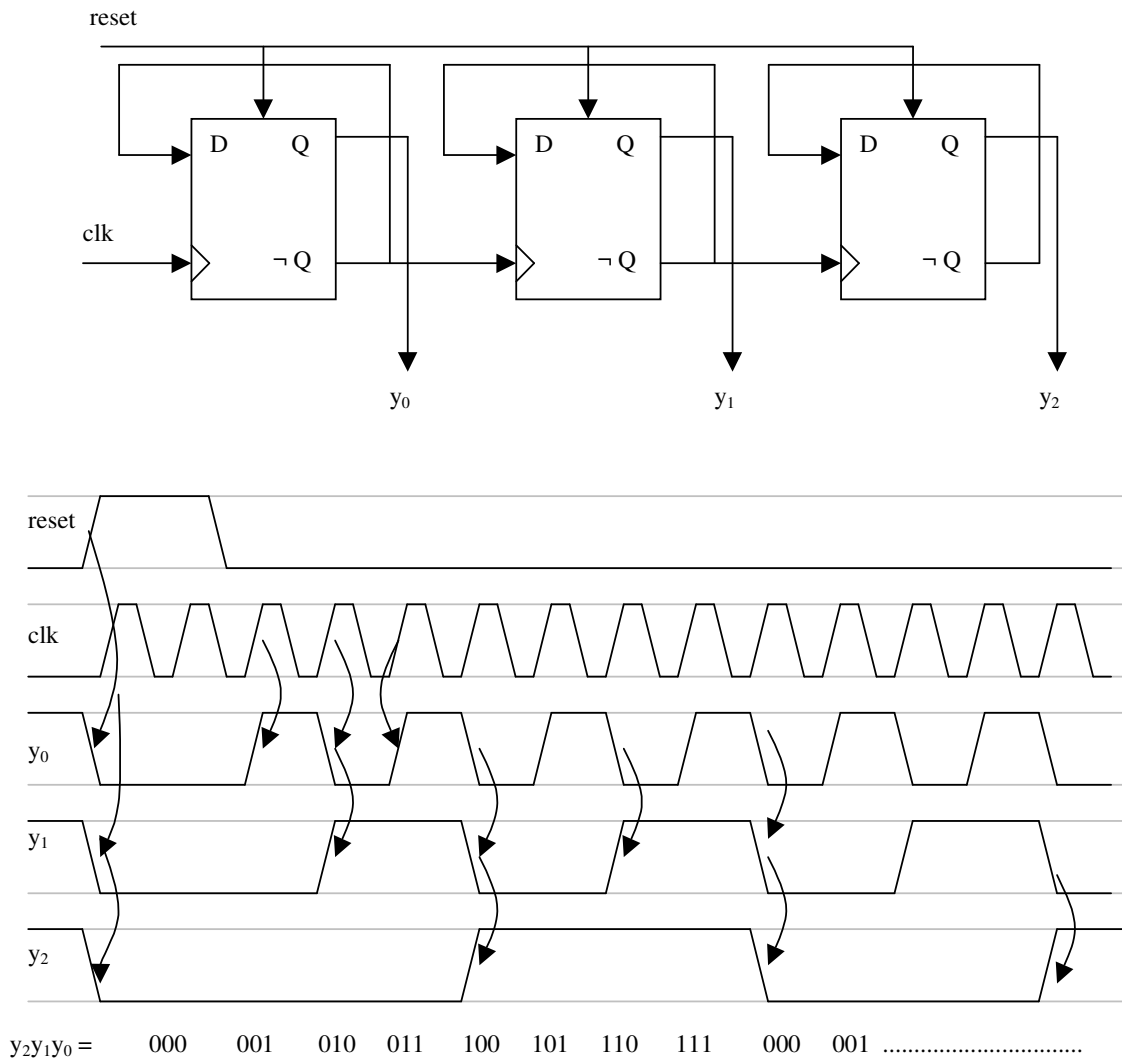 reset
D Q D Q D Q
clk
¬ Q ¬ Q ¬ Q
y₀ y₁ y₂
reset
clk
y₀
y₁
y₂
y₂y₁y₀ = 000 001 010 011 100 101 110 111 000 001 .................................